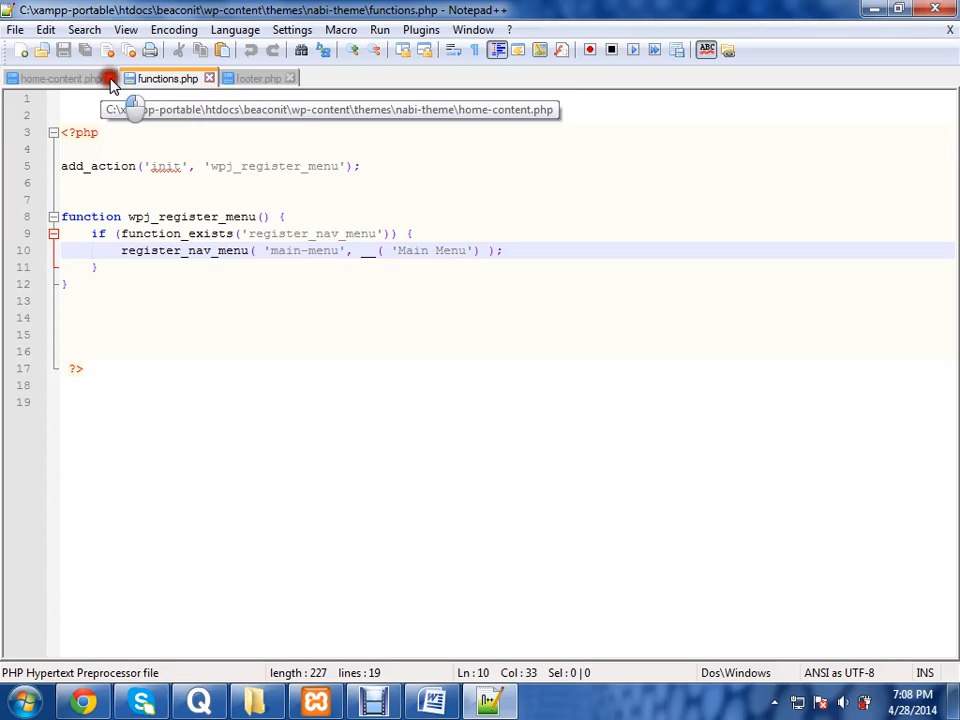 C:\xampp-portable\htdocs\beaconit\wp-content\themes\nabi-theme\functions.php - Notepad++
File Edit Search View Encoding Language Settings Macro Run Plugins Window ? X
home-content.php functions.php footer.php
C:\xampp-portable\htdocs\beaconit\wp-content\themes\nabi-theme\home-content.php
1
2
3 <?php
4
5 add_action('init', 'wpj_register_menu');
6
7
8 function wpj_register_menu() {
9 if (function_exists('register_nav_menu')) {
10 register_nav_menu( 'main-menu', __( 'Main Menu') );
11 }
12 }
13
14
15
16
17 ?>
18
19
PHP Hypertext Preprocessor file length : 227 lines : 19 Ln : 10 Col : 33 Sel : 0 | 0 Dos\Windows ANSI as UTF-8 INS
7:08 PM
4/28/2014